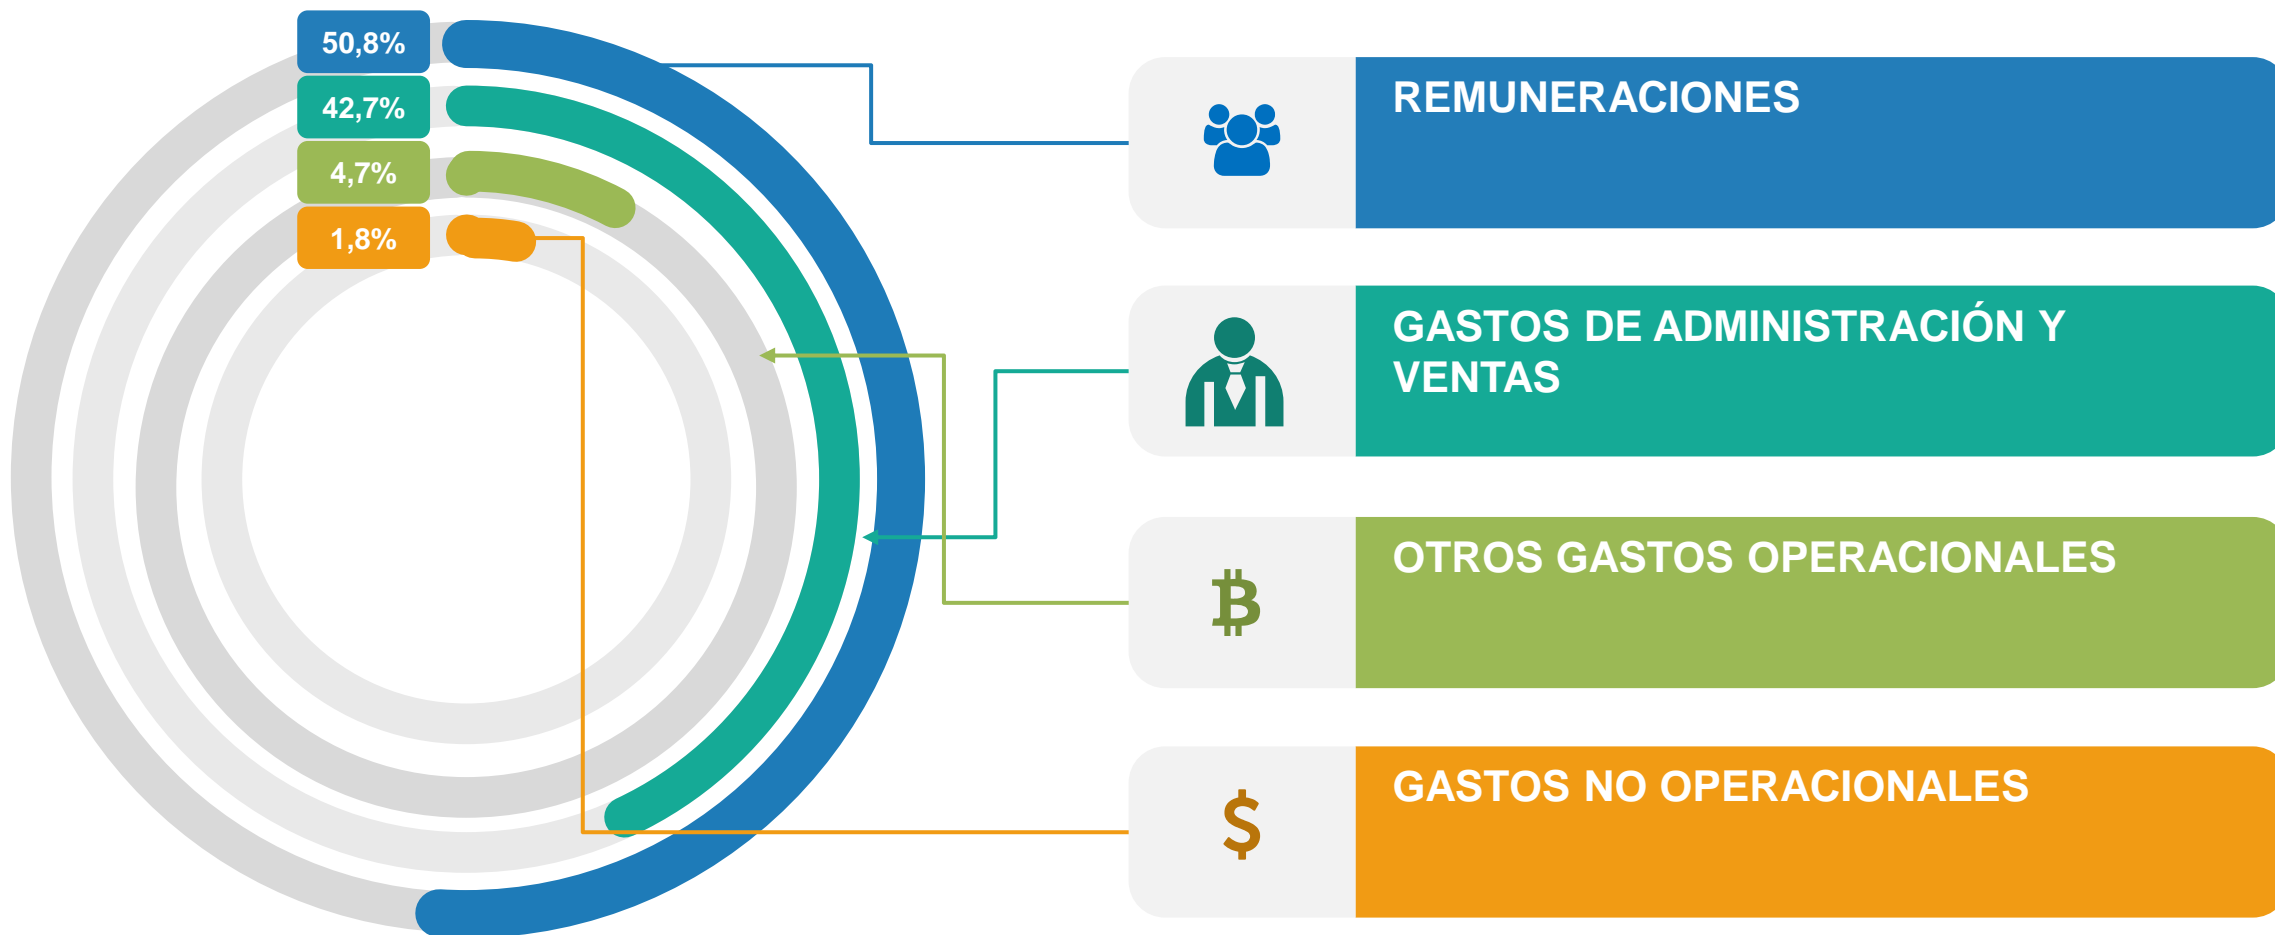 50,8%
42,7%
4,7%
1,8%
REMUNERACIONES
GASTOS DE ADMINISTRACIÓN Y
VENTAS
OTROS GASTOS OPERACIONALES
GASTOS NO OPERACIONALES